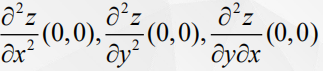 ∂²z/∂x² (0,0), ∂²z/∂y² (0,0), ∂²z/∂y∂x (0,0)